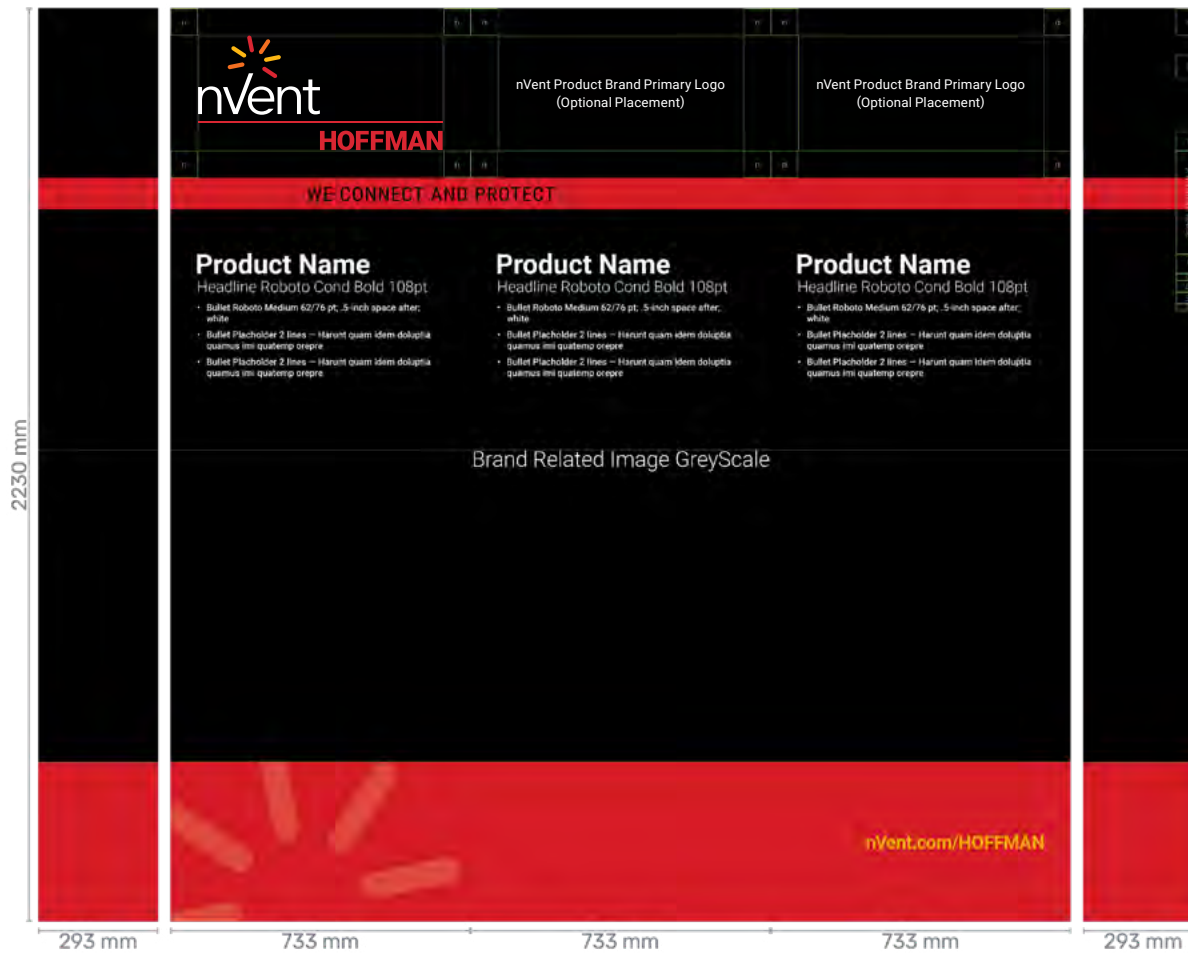 nVent
HOFFMAN
nVent Product Brand Primary Logo
(Optional Placement)
nVent Product Brand Primary Logo
(Optional Placement)
WE CONNECT AND PROTECT
Product Name
Headline Roboto Cond Bold 108pt
• Bullet Roboto Medium 62/76 pt; .5-inch space after;
white
• Bullet Placholder 2 lines – Harunt quam idem doluptia
quamus imi quatemp orepre
• Bullet Placholder 2 lines – Harunt quam idem doluptia
quamus imi quatemp orepre
Product Name
Headline Roboto Cond Bold 108pt
• Bullet Roboto Medium 62/76 pt; .5-inch space after;
white
• Bullet Placholder 2 lines – Harunt quam idem doluptia
quamus imi quatemp orepre
• Bullet Placholder 2 lines – Harunt quam idem doluptia
quamus imi quatemp orepre
Product Name
Headline Roboto Cond Bold 108pt
• Bullet Roboto Medium 62/76 pt; .5-inch space after;
white
• Bullet Placholder 2 lines – Harunt quam idem doluptia
quamus imi quatemp orepre
• Bullet Placholder 2 lines – Harunt quam idem doluptia
quamus imi quatemp orepre
Brand Related Image GreyScale
2230 mm
nVent.com/HOFFMAN
293 mm
733 mm
733 mm
733 mm
293 mm